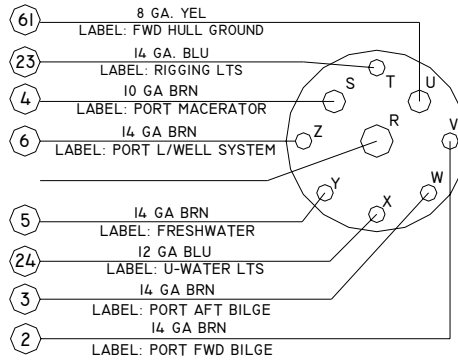 61
8 GA. YEL
LABEL: FWD HULL GROUND
23
14 GA. BLU
LABEL: RIGGING LTS
T
U
S
4
10 GA BRN
LABEL: PORT MACERATOR
R
V
6
14 GA BRN
LABEL: PORT L/WELL SYSTEM
Z
Y
W
X
5
14 GA BRN
LABEL: FRESHWATER
24
12 GA BLU
LABEL: U-WATER LTS
3
14 GA BRN
LABEL: PORT AFT BILGE
2
14 GA BRN
LABEL: PORT FWD BILGE